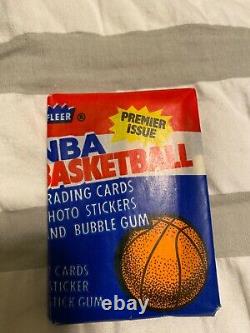 FLEER ®
PREMIER
ISSUE
NBA
BASKETBALL
RADING CARDS
HOTO STICKERS
ND BUBBLE GUM
CARDS
STICKER
STICK GUM